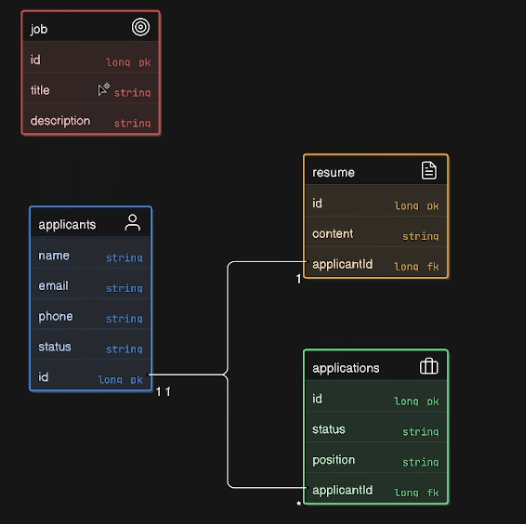 job
id long pk
title string
description string
applicants
name string
email string
phone string
status string
id long pk
1 1
resume
id long pk
content string
applicantId long fk
1
applications
id long pk
status string
position string
applicantId long fk
*